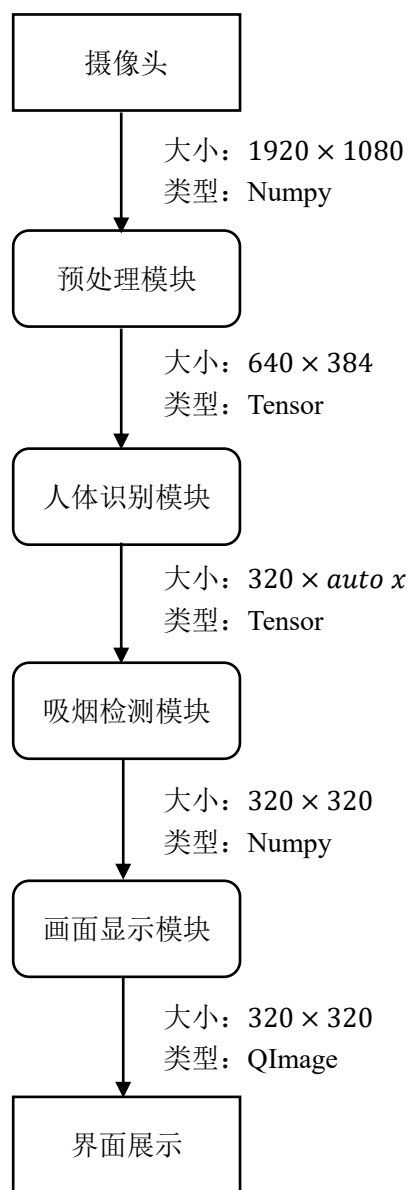 摄像头
大小：1920 × 1080
类型：Numpy
预处理模块
大小：640 × 384
类型：Tensor
人体识别模块
大小：320 × auto x
类型：Tensor
吸烟检测模块
大小：320 × 320
类型：Numpy
画面显示模块
大小：320 × 320
类型：QImage
界面展示